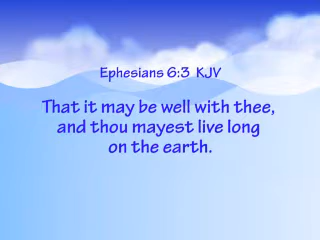 Ephesians 6:3 KJV
That it may be well with thee,
and thou mayest live long
on the earth.